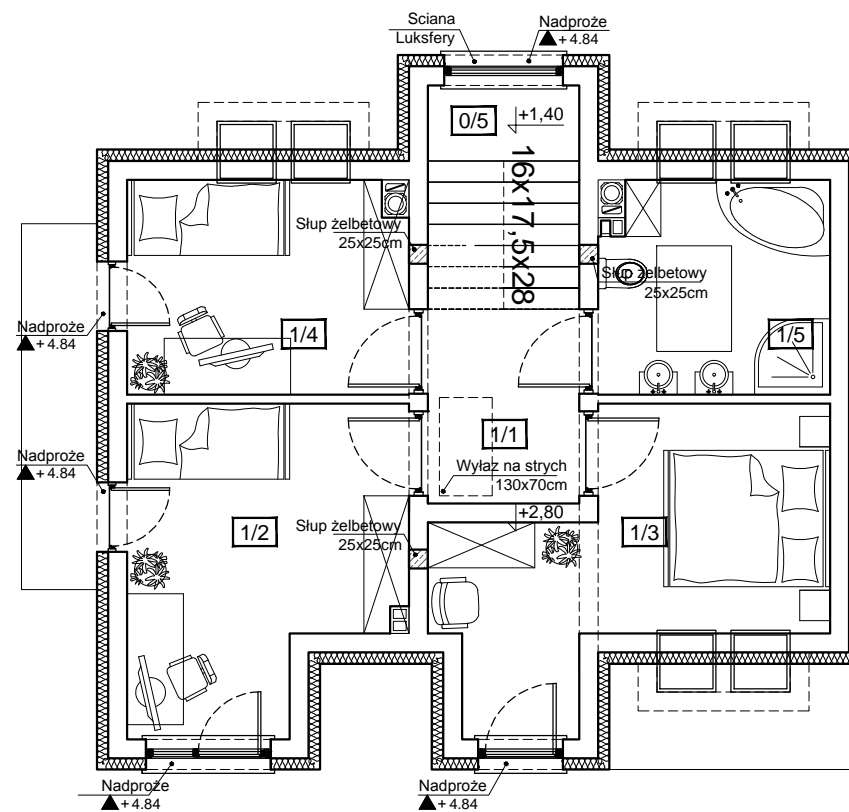 Sciana
Luksfery
Nadproże
+ 4.84
0/5
+1,40
16x17,5x28
Słup żelbetowy
25x25cm
Słup żelbetowy
25x25cm
Nadproże
+ 4.84
1/4
1/5
1/1
Nadproże
+ 4.84
Wyłaz na strych
130x70cm
+2,80
1/2
Słup żelbetowy
25x25cm
1/3
Nadproże
+ 4.84
Nadproże
+ 4.84